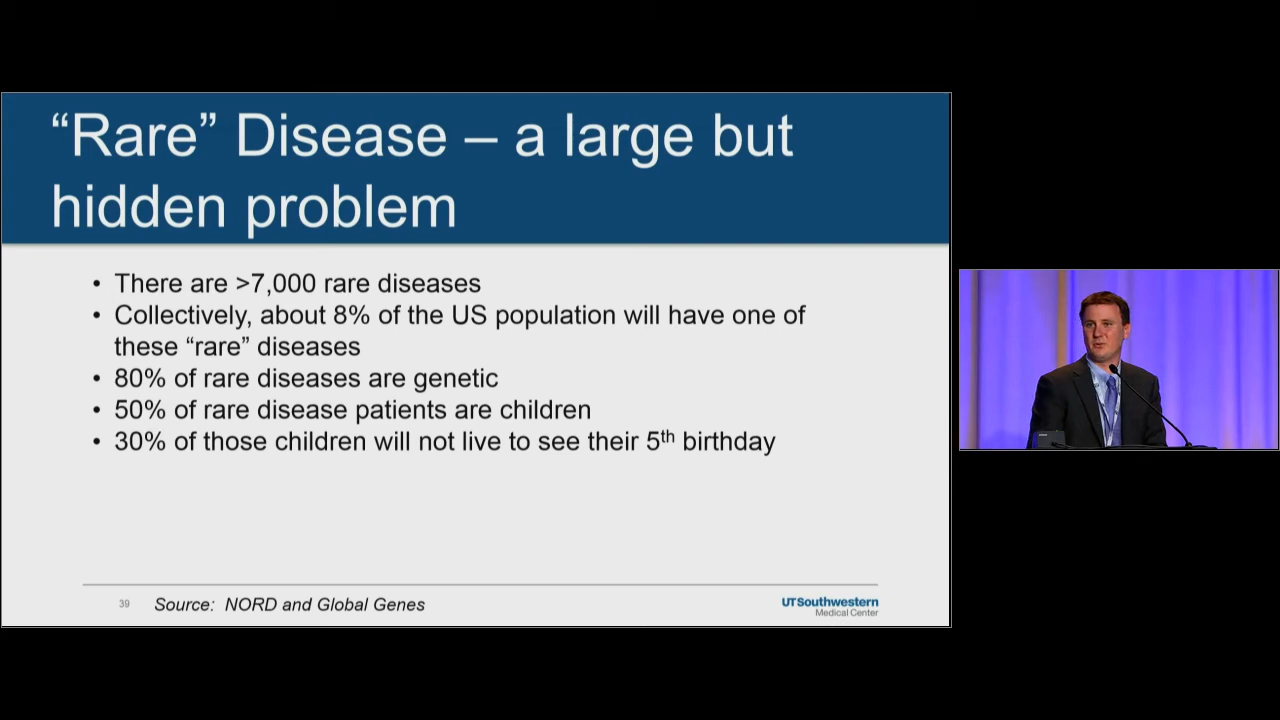 “Rare” Disease – a large but
hidden problem
• There are >7,000 rare diseases
• Collectively, about 8% of the US population will have one of
these “rare” diseases
• 80% of rare diseases are genetic
• 50% of rare disease patients are children
• 30% of those children will not live to see their 5th birthday
39
Source: NORD and Global Genes
UTSouthwestern
Medical Center